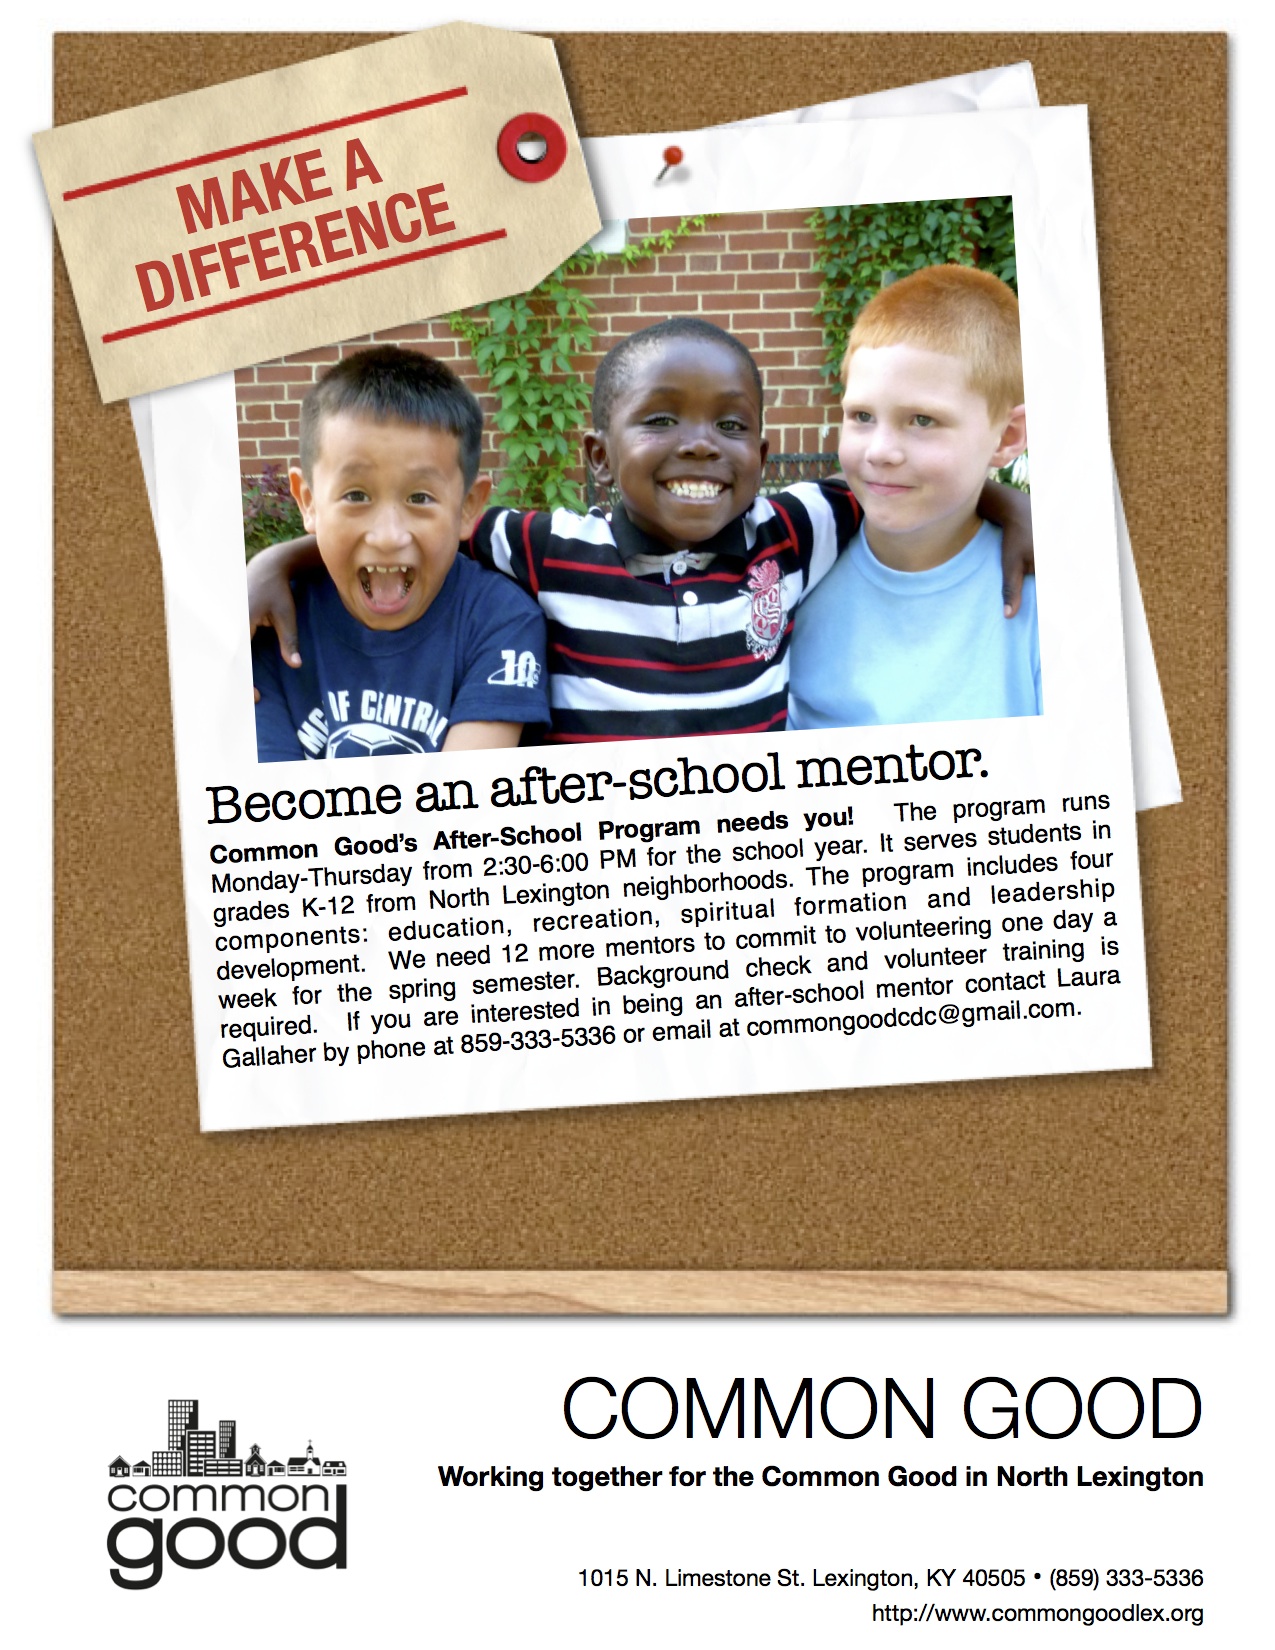 MAKE A
DIFFERENCE
10
OF CENTRAL
Become an after-school mentor.
Common Good's After-School Program needs you! The program runs
Monday-Thursday from 2:30-6:00 PM for the school year. It serves students in
grades K-12 from North Lexington neighborhoods. The program includes four
components: education, recreation, spiritual formation and leadership
development. We need 12 more mentors to commit to volunteering one day a
week for the spring semester. Background check and volunteer training is
required. If you are interested in being an after-school mentor contact Laura
Gallaher by phone at 859-333-5336 or email at commongoodcdc@gmail.com.
common
good
COMMON GOOD
Working together for the Common Good in North Lexington
1015 N. Limestone St. Lexington, KY 40505 • (859) 333-5336
http://www.commongoodlex.org